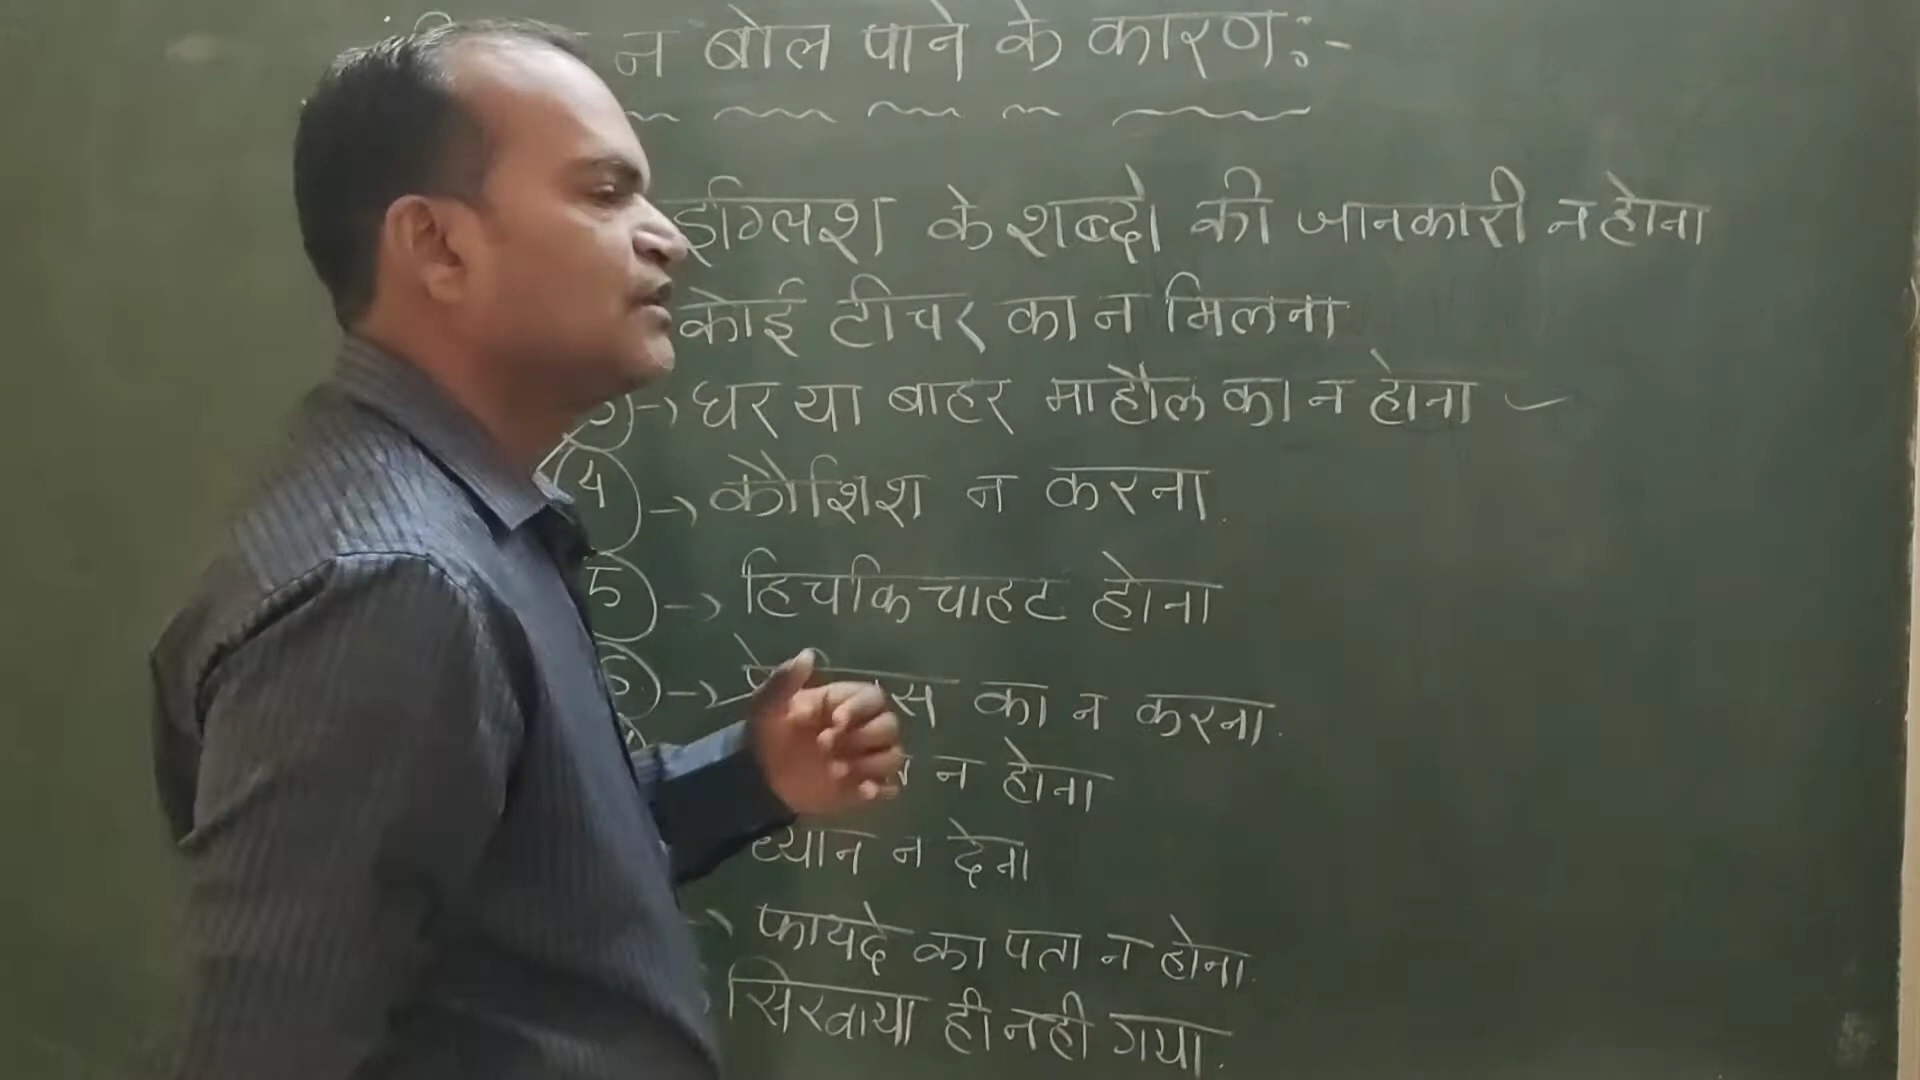 न बोल पाने के कारण:-
इंग्लिश के शब्दो की जानकारी न होना
कोई टीचर का न मिलना
→ घर या बाहर माहौल का न होना
4 → कौशिश न करना
5 → हिचकिचाहट होना
6 → का न करना
न होना
ध्यान न देना
→ फायदे का पता न होना
सिखाया ही नही गया